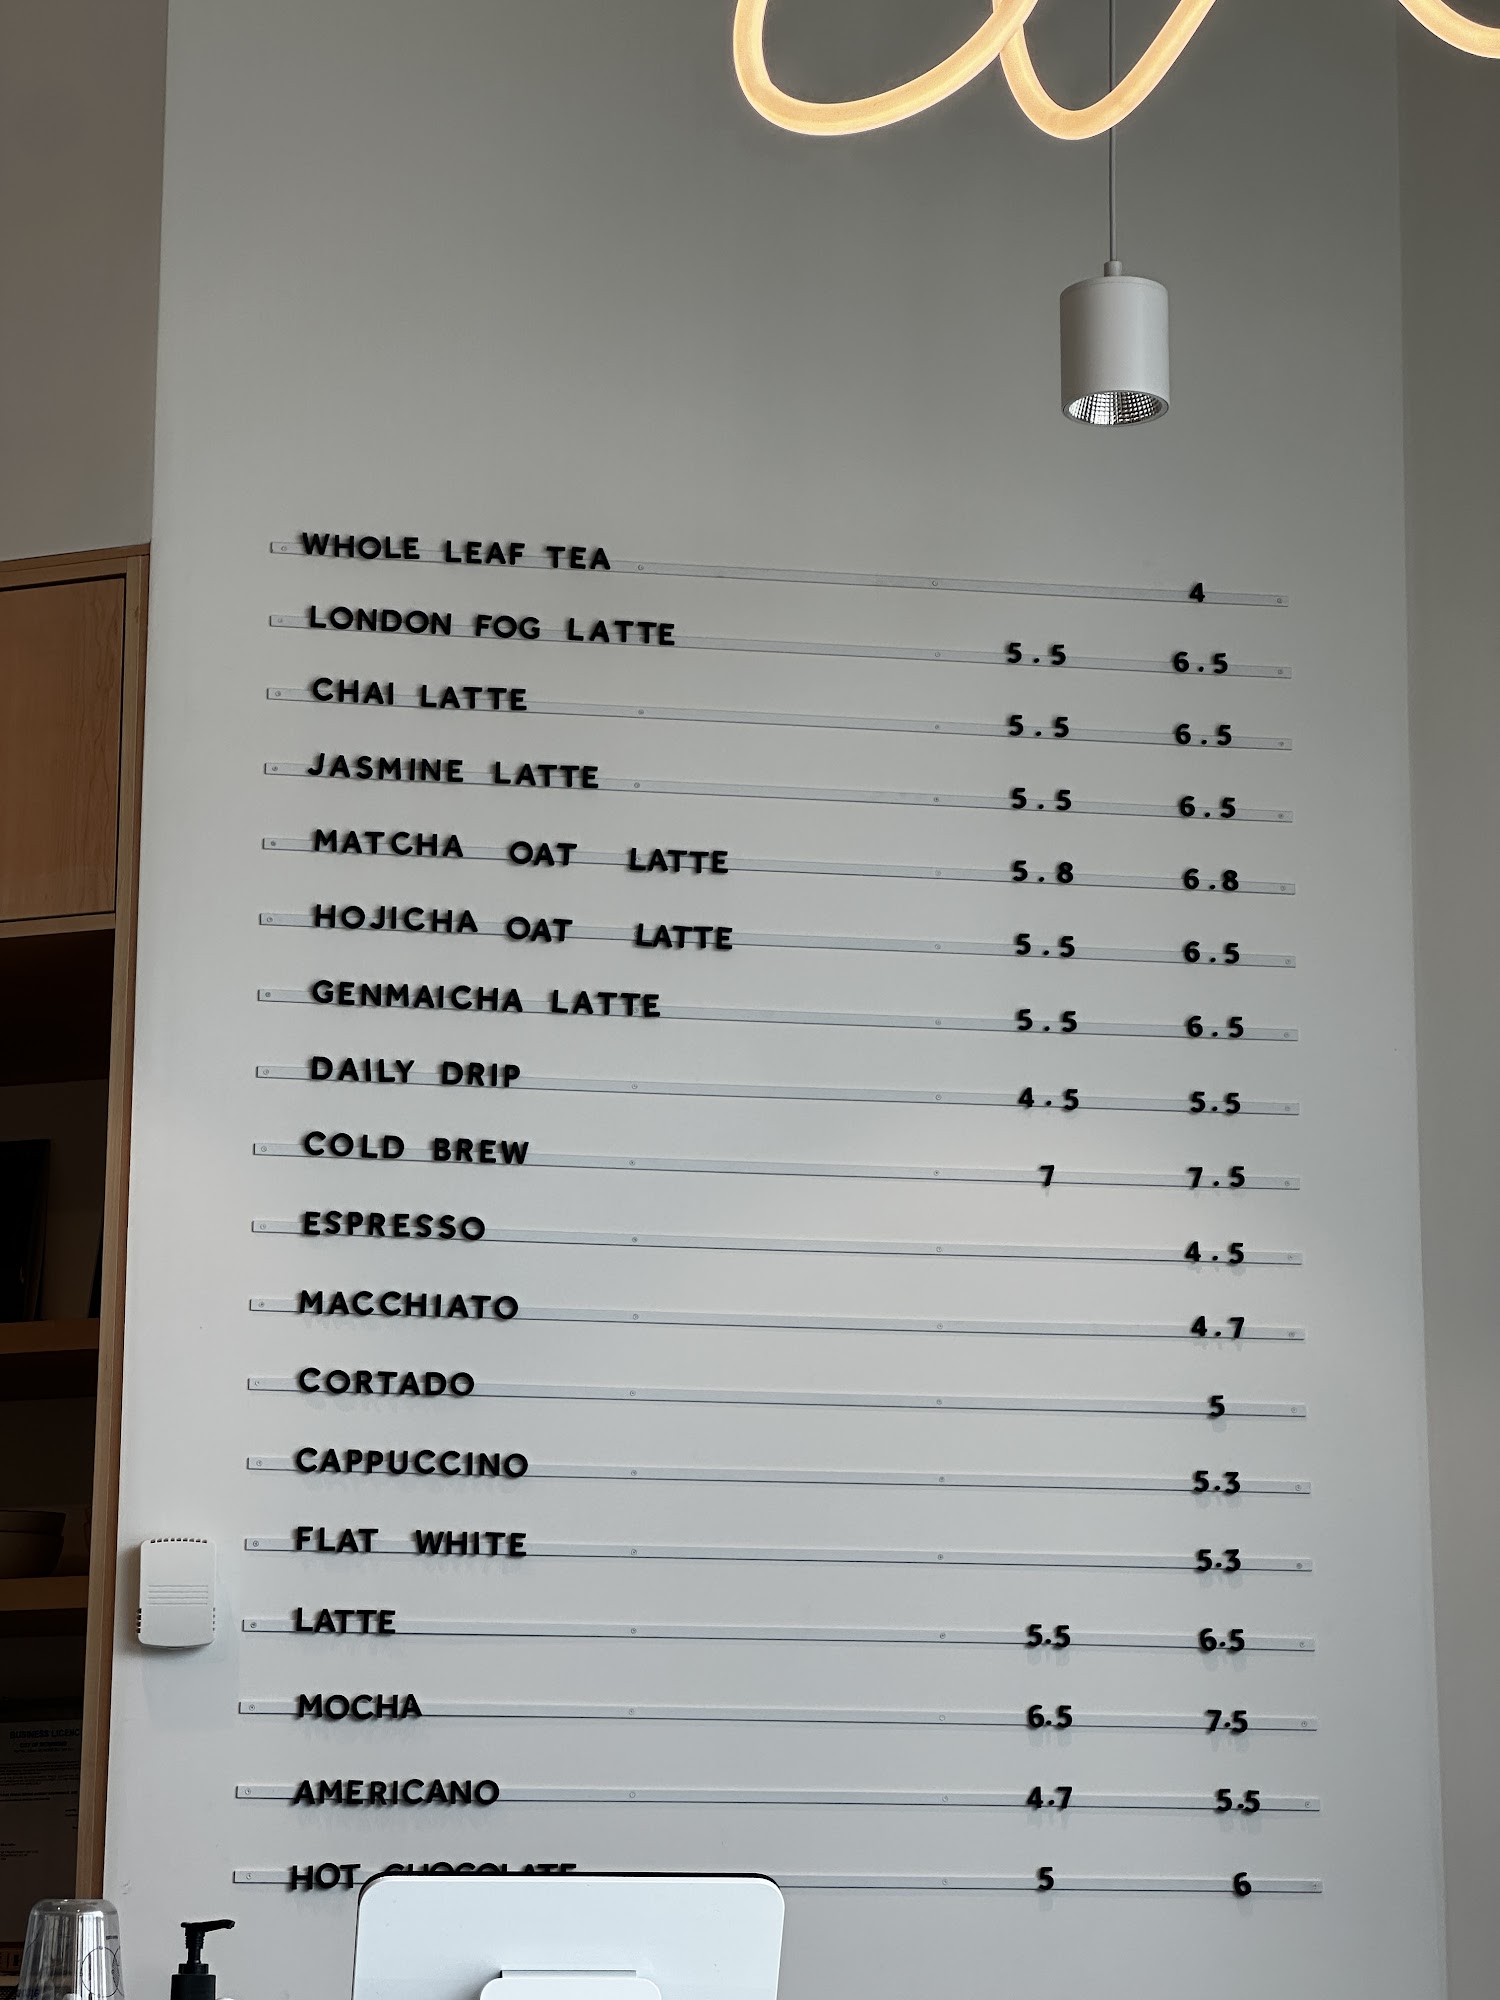 WHOLE LEAF TEA 4
LONDON FOG LATTE 5.5 6.5
CHAI LATTE 5.5 6.5
JASMINE LATTE 5.5 6.5
MATCHA OAT LATTE 5.8 6.8
HOJICHA OAT LATTE 5.5 6.5
GENMAICHA LATTE 5.5 6.5
DAILY DRIP 4.5 5.5
COLD BREW 7 7.5
ESPRESSO 4.5
MACCHIATO 4.7
CORTADO 5
CAPPUCCINO 5.3
FLAT WHITE 5.3
LATTE 5.5 6.5
MOCHA 6.5 7.5
AMERICANO 4.7 5.5
HOT CHOCOLATE 5 6
BUSINESS LICENC